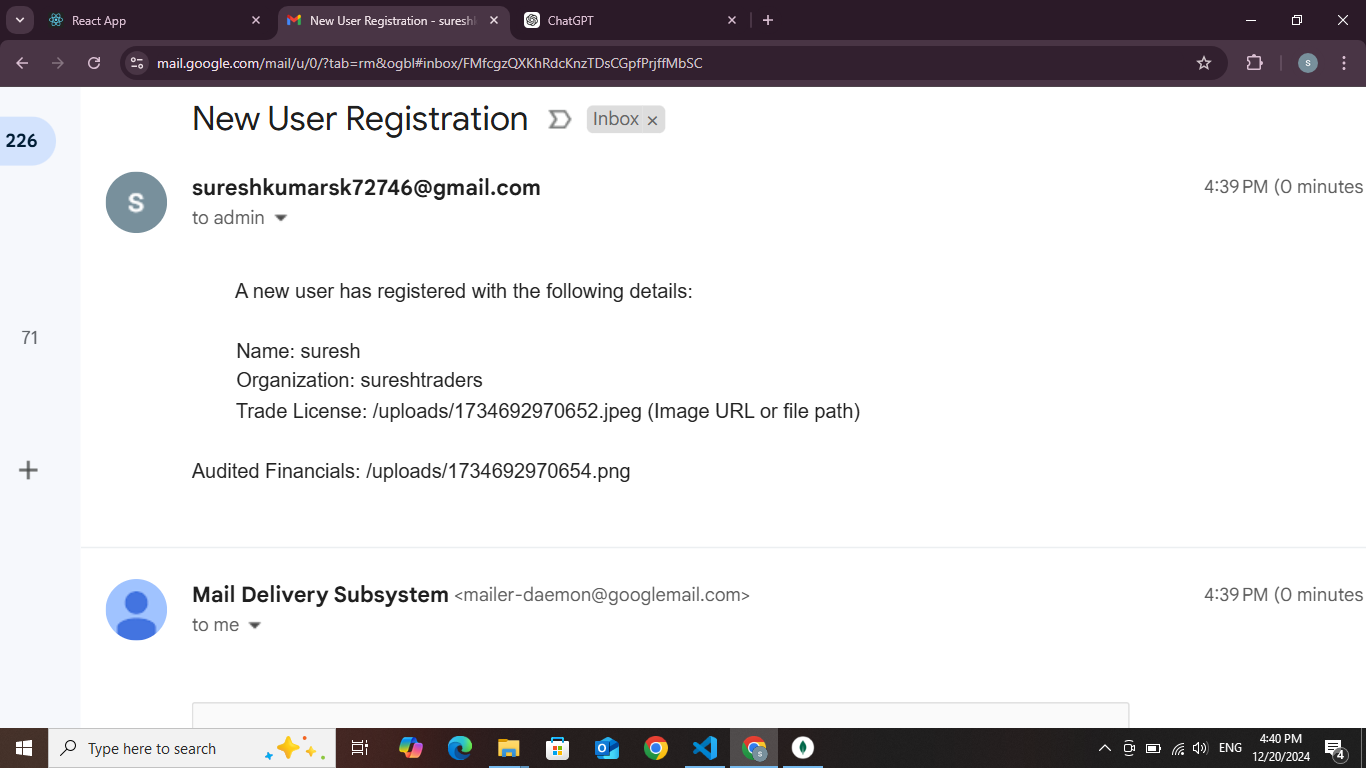 React App
New User Registration - suresh
ChatGPT
mail.google.com/mail/u/0/?tab=rm&ogbl#inbox/FMfcgzQXKhRdcKnzTDsCGpfPrjffMbSC
S
New User Registration
Inbox ×
226
S
sureshkumarsk72746@gmail.com
4:39 PM (0 minutes
to admin
A new user has registered with the following details:
71
Name: suresh
Organization: sureshtraders
Trade License: /uploads/1734692970652.jpeg (Image URL or file path)
Audited Financials: /uploads/1734692970654.png
Mail Delivery Subsystem <mailer-daemon@googlemail.com>
4:39 PM (0 minutes
to me
Type here to search
S
ENG
4:40 PM
12/20/2024
4